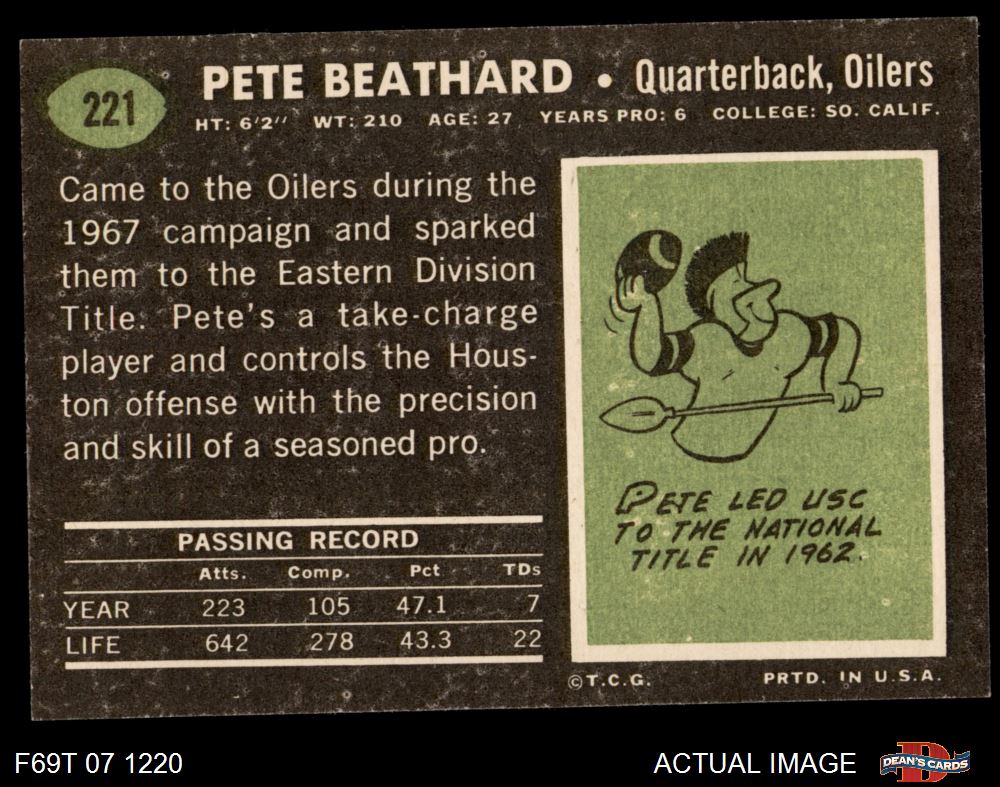 221
PETE BEATHARD • Quarterback, Oilers
HT: 6'2'' WT: 210 AGE: 27 YEARS PRO: 6 COLLEGE: SO. CALIF.
Came to the Oilers during the
1967 campaign and sparked
them to the Eastern Division
Title. Pete's a take-charge
player and controls the Hous-
ton offense with the precision
and skill of a seasoned pro.
PASSING RECORD
Atts. Comp. Pct TDs
YEAR 223 105 47.1 7
LIFE 642 278 43.3 22
PETE LED USC
TO THE NATIONAL
TITLE IN 1962.
©T.C.G. PRTD. IN U.S.A.
F69T 07 1220
ACTUAL IMAGE
DEAN'S CARDS